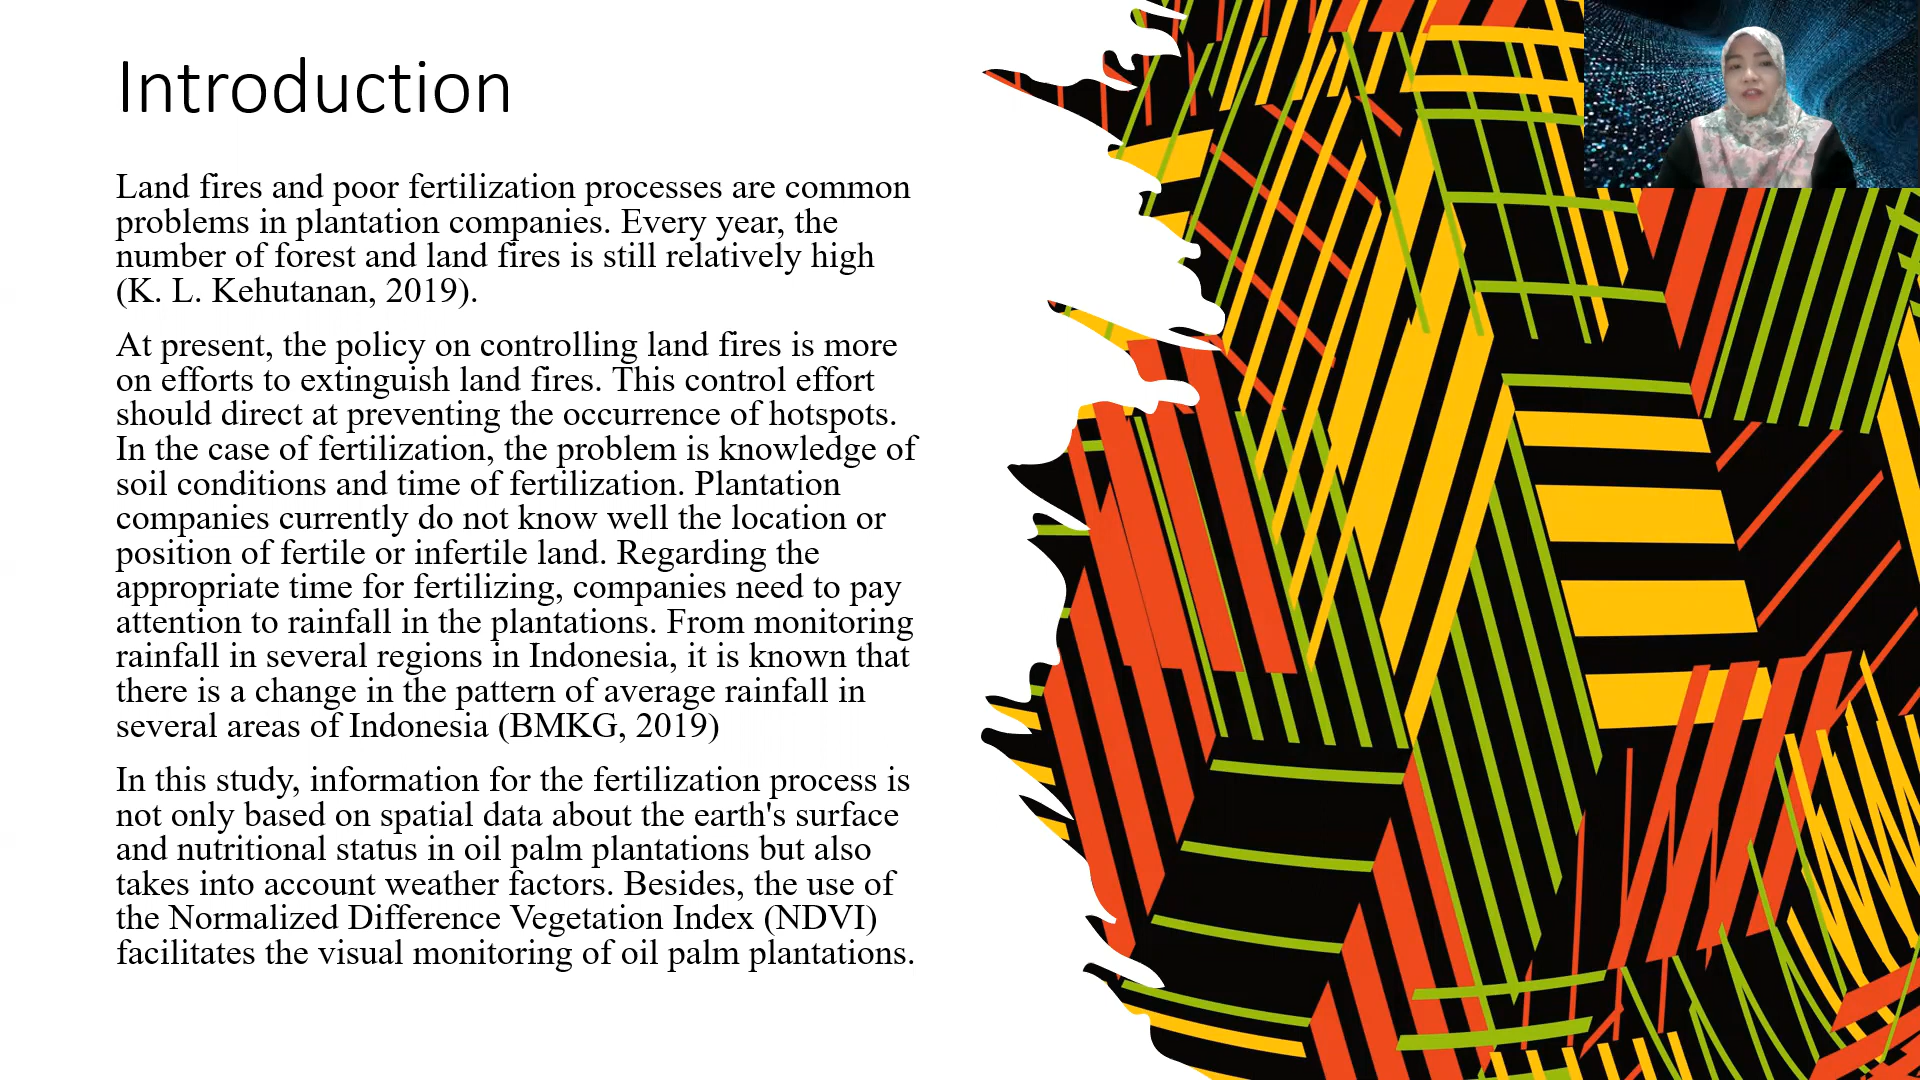 Introduction
Land fires and poor fertilization processes are common
problems in plantation companies. Every year, the
number of forest and land fires is still relatively high
(K. L. Kehutanan, 2019).
At present, the policy on controlling land fires is more
on efforts to extinguish land fires. This control effort
should direct at preventing the occurrence of hotspots.
In the case of fertilization, the problem is knowledge of
soil conditions and time of fertilization. Plantation
companies currently do not know well the location or
position of fertile or infertile land. Regarding the
appropriate time for fertilizing, companies need to pay
attention to rainfall in the plantations. From monitoring
rainfall in several regions in Indonesia, it is known that
there is a change in the pattern of average rainfall in
several areas of Indonesia (BMKG, 2019)
In this study, information for the fertilization process is
not only based on spatial data about the earth's surface
and nutritional status in oil palm plantations but also
takes into account weather factors. Besides, the use of
the Normalized Difference Vegetation Index (NDVI)
facilitates the visual monitoring of oil palm plantations.